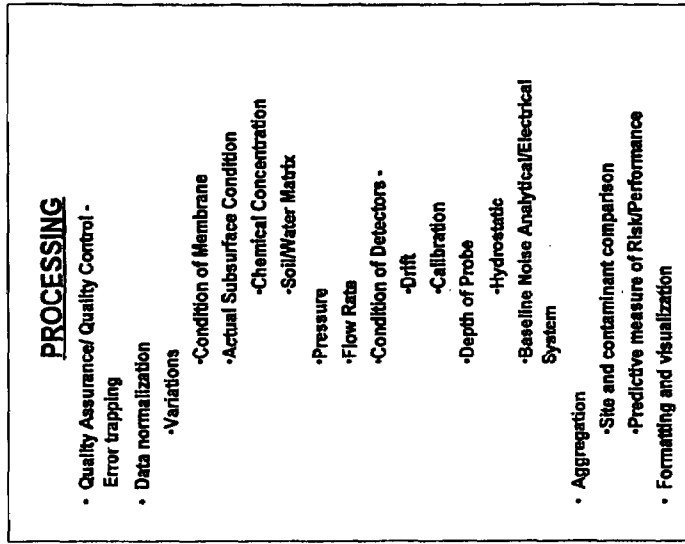 PROCESSING
• Quality Assurance/ Quality Control -
Error trapping
• Data normalization
•Variations
•Condition of Membrane
•Actual Subsurface Condition
•Chemical Concentration
•Soil/Water Matrix
•Pressure
•Flow Rate
•Condition of Detectors -
•Drift
•Calibration
•Depth of Probe
•Hydrostatic
•Baseline Noise Analytical/Electrical
System
• Aggregation
•Site and contaminant comparison
•Predictive measure of Risk/Performance
• Formatting and visualization